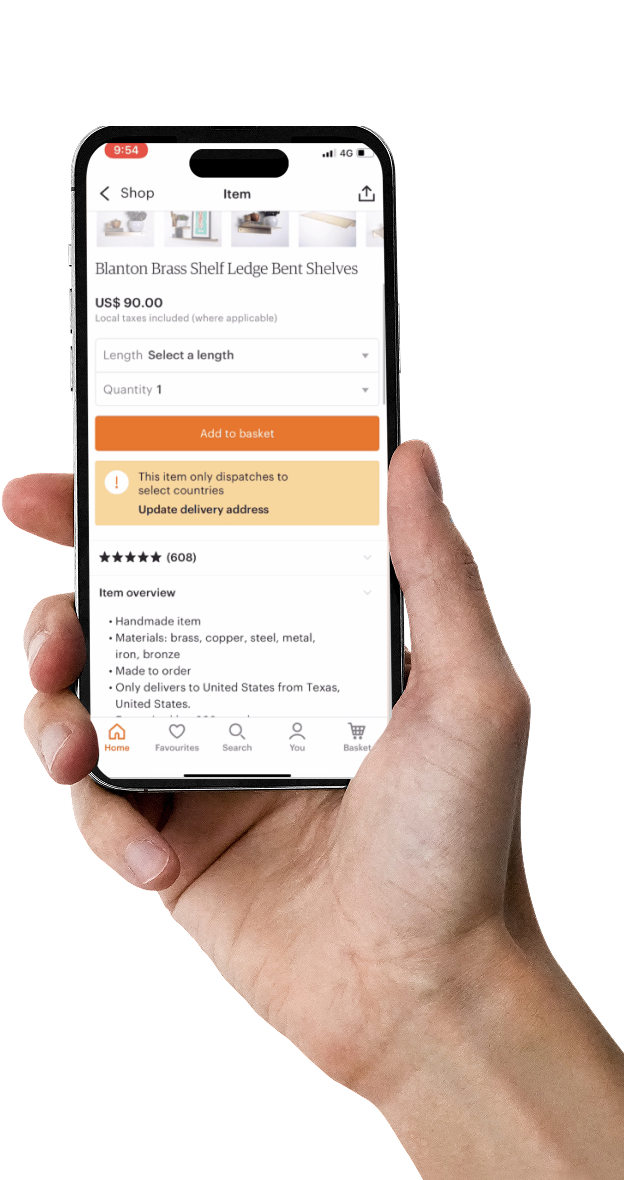 9:54
4G
Shop
Item
Blanton Brass Shelf Ledge Bent Shelves
US$ 90.00
Local taxes included (where applicable)
Length Select a length
Quantity 1
Add to basket
!
This item only dispatches to
select countries
Update delivery address
★★★★★ (608)
Item overview
• Handmade item
• Materials: brass, copper, steel, metal,
iron, bronze
• Made to order
• Only delivers to United States from Texas,
United States.
Home
Favourites
Search
You
Basket